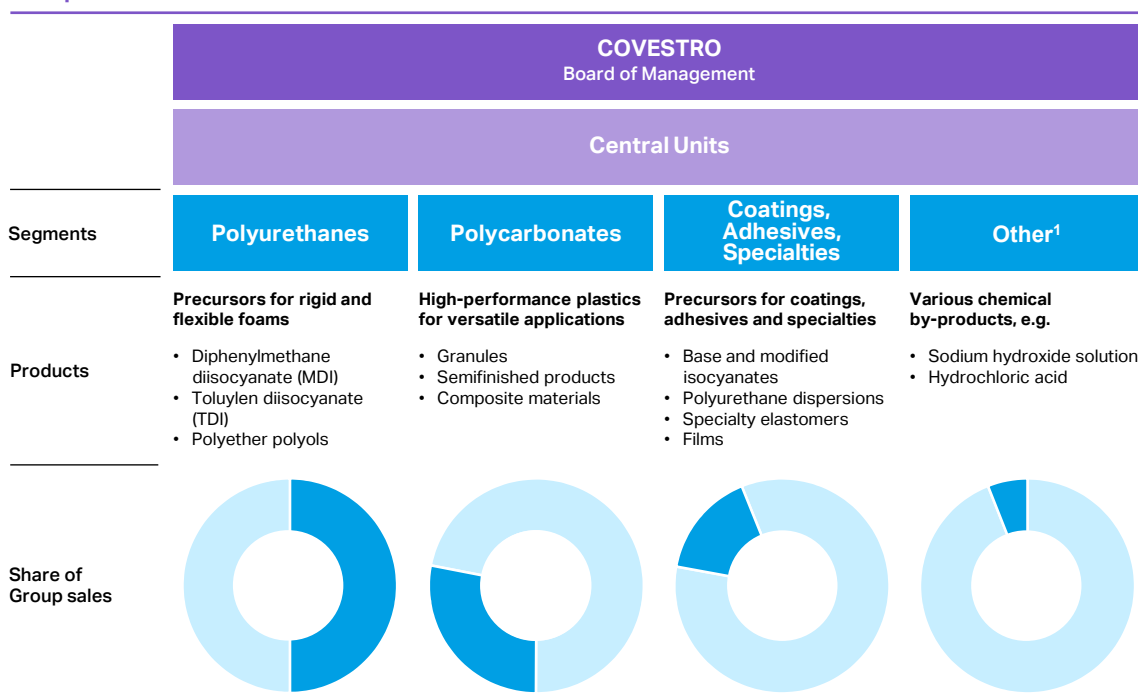 COVESTRO
Board of Management
Central Units
Segments
Polyurethanes
Polycarbonates
Coatings,
Adhesives,
Specialties
Other¹
Products
Precursors for rigid and
flexible foams
• Diphenylmethane
diisocyanate (MDI)
• Toluylen diisocyanate
(TDI)
• Polyether polyols
High-performance plastics
for versatile applications
• Granules
• Semifinished products
• Composite materials
Precursors for coatings,
adhesives and specialties
• Base and modified
isocyanates
• Polyurethane dispersions
• Specialty elastomers
• Films
Various chemical
by-products, e.g.
• Sodium hydroxide solution
• Hydrochloric acid
Share of
Group sales